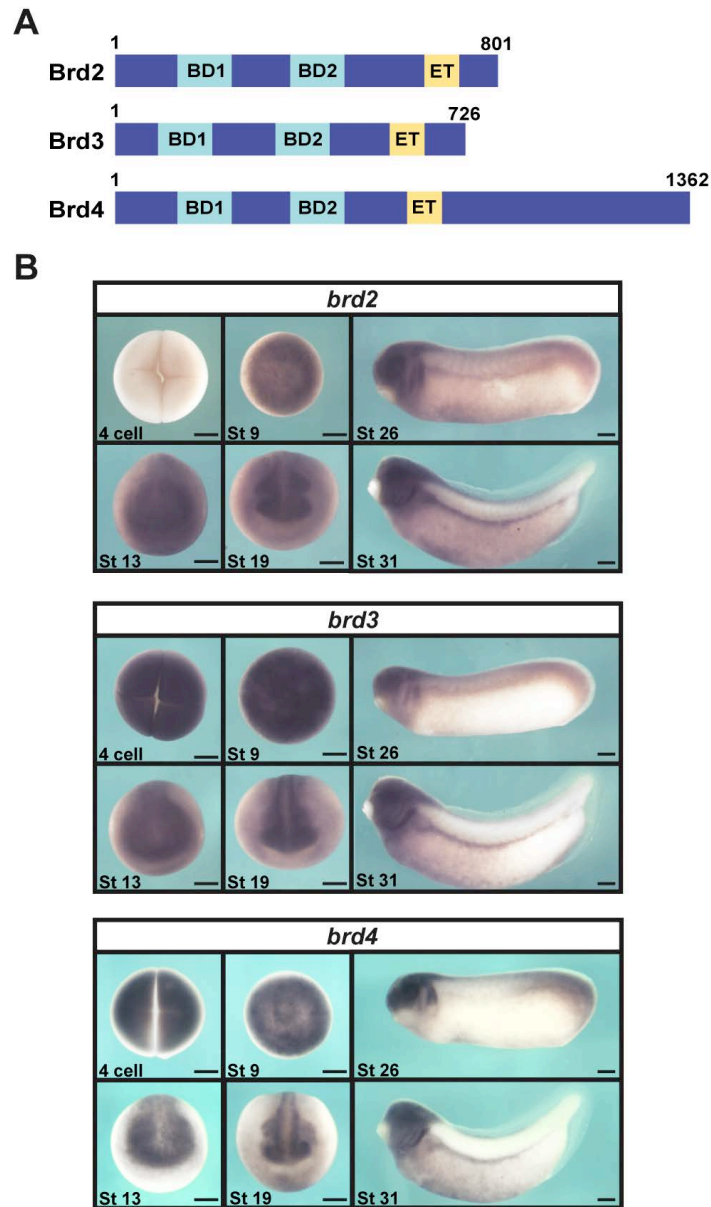 A
1 801
Brd2 BD1 BD2 ET
1 726
Brd3 BD1 BD2 ET
1 1362
Brd4 BD1 BD2 ET
B
brd2
4 cell St 9 St 26
St 13 St 19 St 31
brd3
4 cell St 9 St 26
St 13 St 19 St 31
brd4
4 cell St 9 St 26
St 13 St 19 St 31